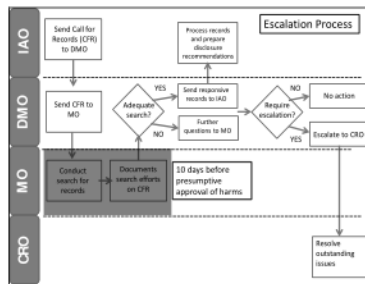 Escalation Process
IAO
Send Call for
Records (CFR)
to DMO
Process records
and prepare
disclosure
recommendations
DMO
Send CFR to
MO
Adequate
search?
YES
NO
Send responsive
records to IAO
Further
questions to MO
Require
escalation?
NO
YES
No action
Escalate to CRO
MO
Conduct
search for
records
Documents
search efforts
on CFR
10 days before
presumptive
approval of harms
CRO
Resolve
outstanding
issues